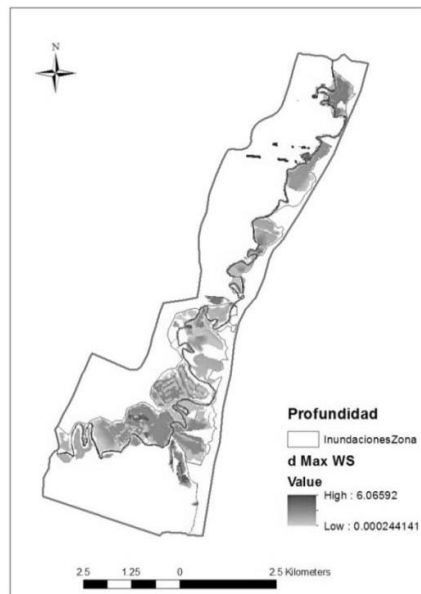 N
Profundidad
InundacionesZona
d Max WS
Value
High : 6.06592
Low : 0.000244141
2.5 1.25 0 2.5 Kilometers